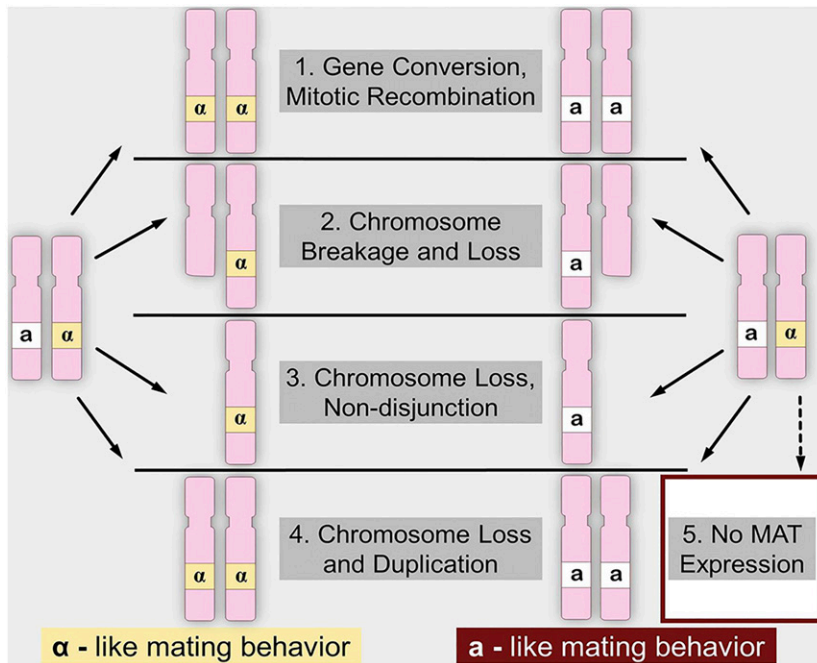 1. Gene Conversion,
Mitotic Recombination
α α
a a
2. Chromosome
Breakage and Loss
α
a
a α
a α
3. Chromosome Loss,
Non-disjunction
α
a
4. Chromosome Loss
and Duplication
α α
a a
5. No MAT
Expression
α - like mating behavior
a - like mating behavior